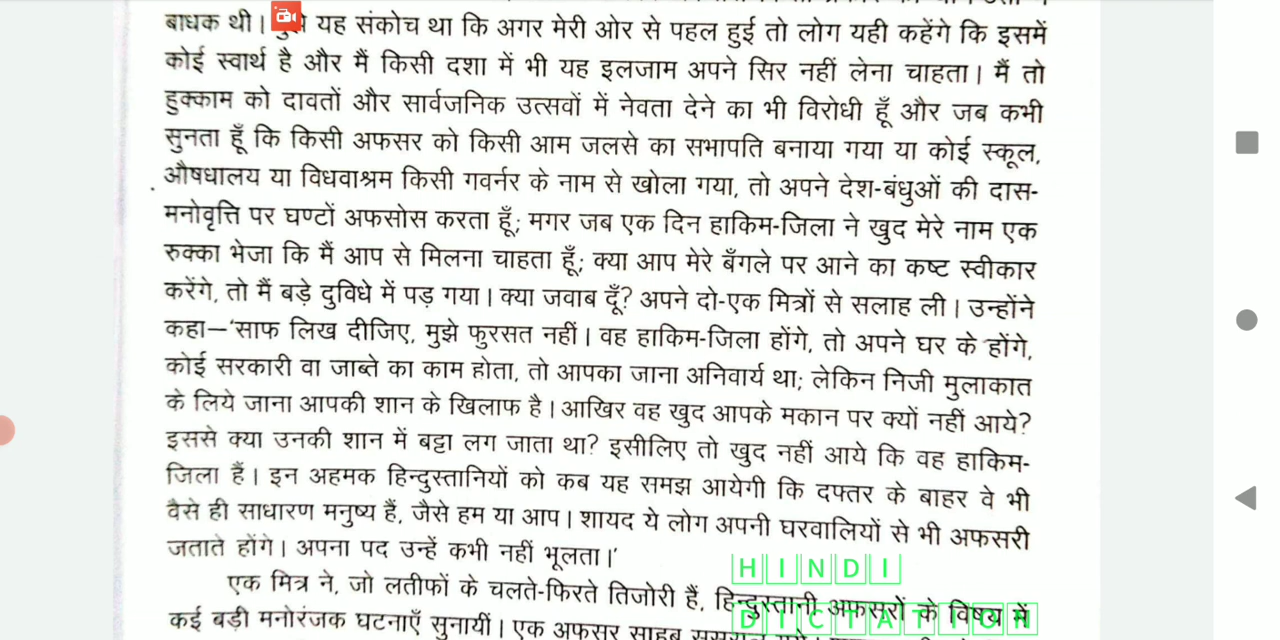 बाधक थी। यह संकोच था कि अगर मेरी ओर से पहल हुई तो लोग यही कहेंगे कि इसमें
कोई स्वार्थ है और मैं किसी दशा में भी यह इलजाम अपने सिर नहीं लेना चाहता। मैं तो
हुक्काम को दावतों और सार्वजनिक उत्सवों में नेवता देने का भी विरोधी हूँ और जब कभी
सुनता हूँ कि किसी अफसर को किसी आम जलसे का सभापति बनाया गया या कोई स्कूल,
औषधालय या विधवाश्रम किसी गवर्नर के नाम से खोला गया, तो अपने देश-बंधुओं की दास-
मनोवृत्ति पर घण्टों अफसोस करता हूँ; मगर जब एक दिन हाकिम-जिला ने खुद मेरे नाम एक
रुक्का भेजा कि मैं आप से मिलना चाहता हूँ; क्या आप मेरे बँगले पर आने का कष्ट स्वीकार
करेंगे, तो मैं बड़े दुविधे में पड़ गया। क्या जवाब दूँ? अपने दो-एक मित्रों से सलाह ली। उन्होंने
कहा—'साफ लिख दीजिए, मुझे फुरसत नहीं। वह हाकिम-जिला होंगे, तो अपने घर के होंगे,
कोई सरकारी वा जाब्ते का काम होता, तो आपका जाना अनिवार्य था; लेकिन निजी मुलाकात
के लिये जाना आपकी शान के खिलाफ है। आखिर वह खुद आपके मकान पर क्यों नहीं आये?
इससे क्या उनकी शान में बट्टा लग जाता था? इसीलिए तो खुद नहीं आये कि वह हाकिम-
जिला हैं। इन अहमक हिन्दुस्तानियों को कब यह समझ आयेगी कि दफ्तर के बाहर वे भी
वैसे ही साधारण मनुष्य हैं, जैसे हम या आप। शायद ये लोग अपनी घरवालियों से भी अफसरी
जताते होंगे। अपना पद उन्हें कभी नहीं भूलता।'
एक मित्र ने, जो लतीफों के चलते-फिरते तिजोरी हैं, हिन्दुस्तानी अफसरों के विषय में
कई बड़ी मनोरंजक घटनाएँ सुनायीं। एक अफसर साहब
HINDI
DICTATION